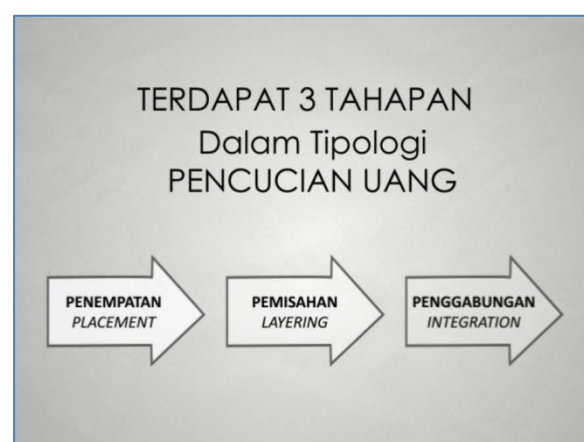 TERDAPAT 3 TAHAPAN
Dalam Tipologi
PENCUCIAN UANG
PENEMPATAN
PLACEMENT
PEMISAHAN
LAYERING
PENGGABUNGAN
INTEGRATION